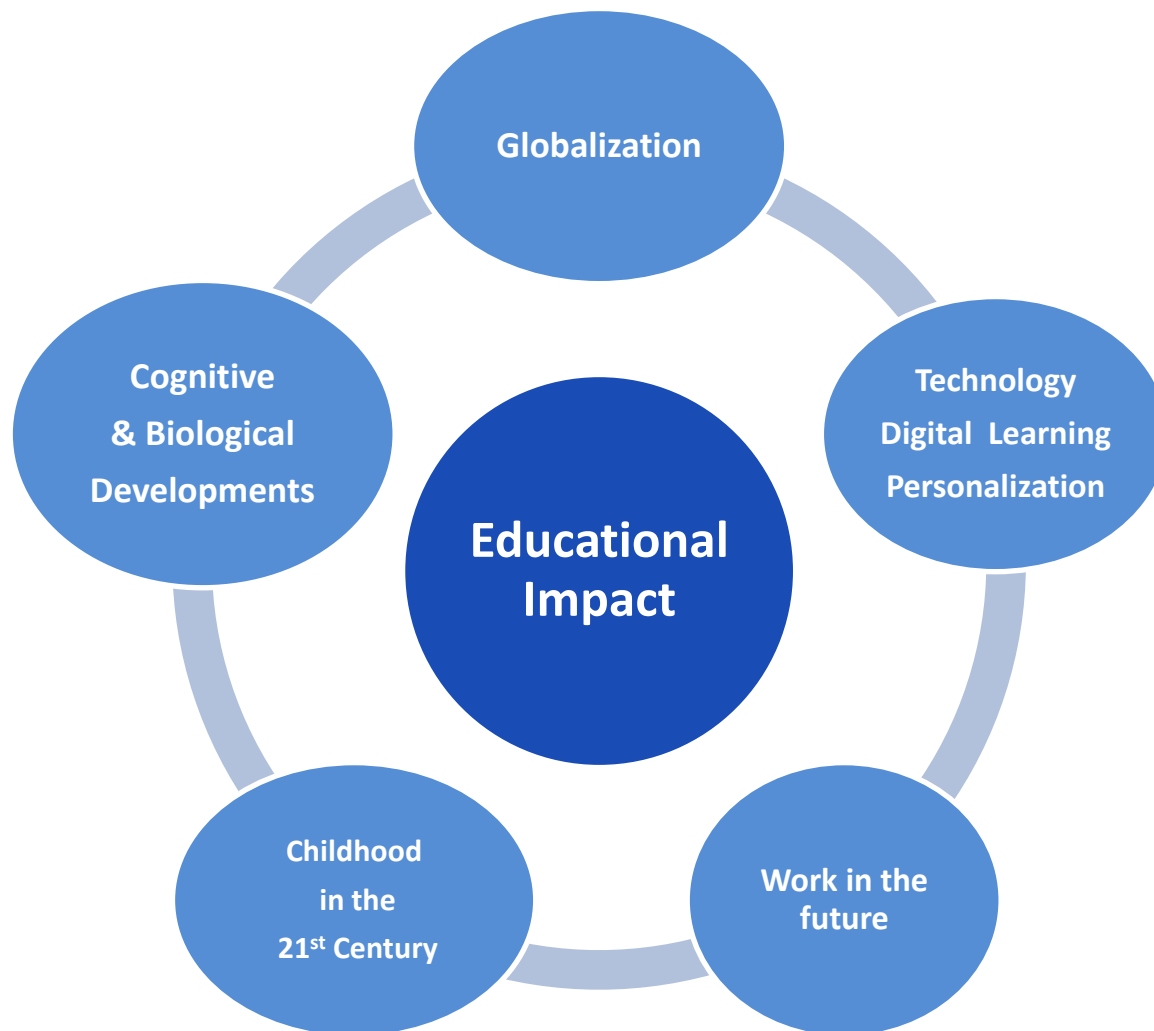 Globalization
Technology
Digital Learning
Personalization
Work in the
future
Childhood
in the
21st Century
Cognitive
& Biological
Developments
Educational
Impact